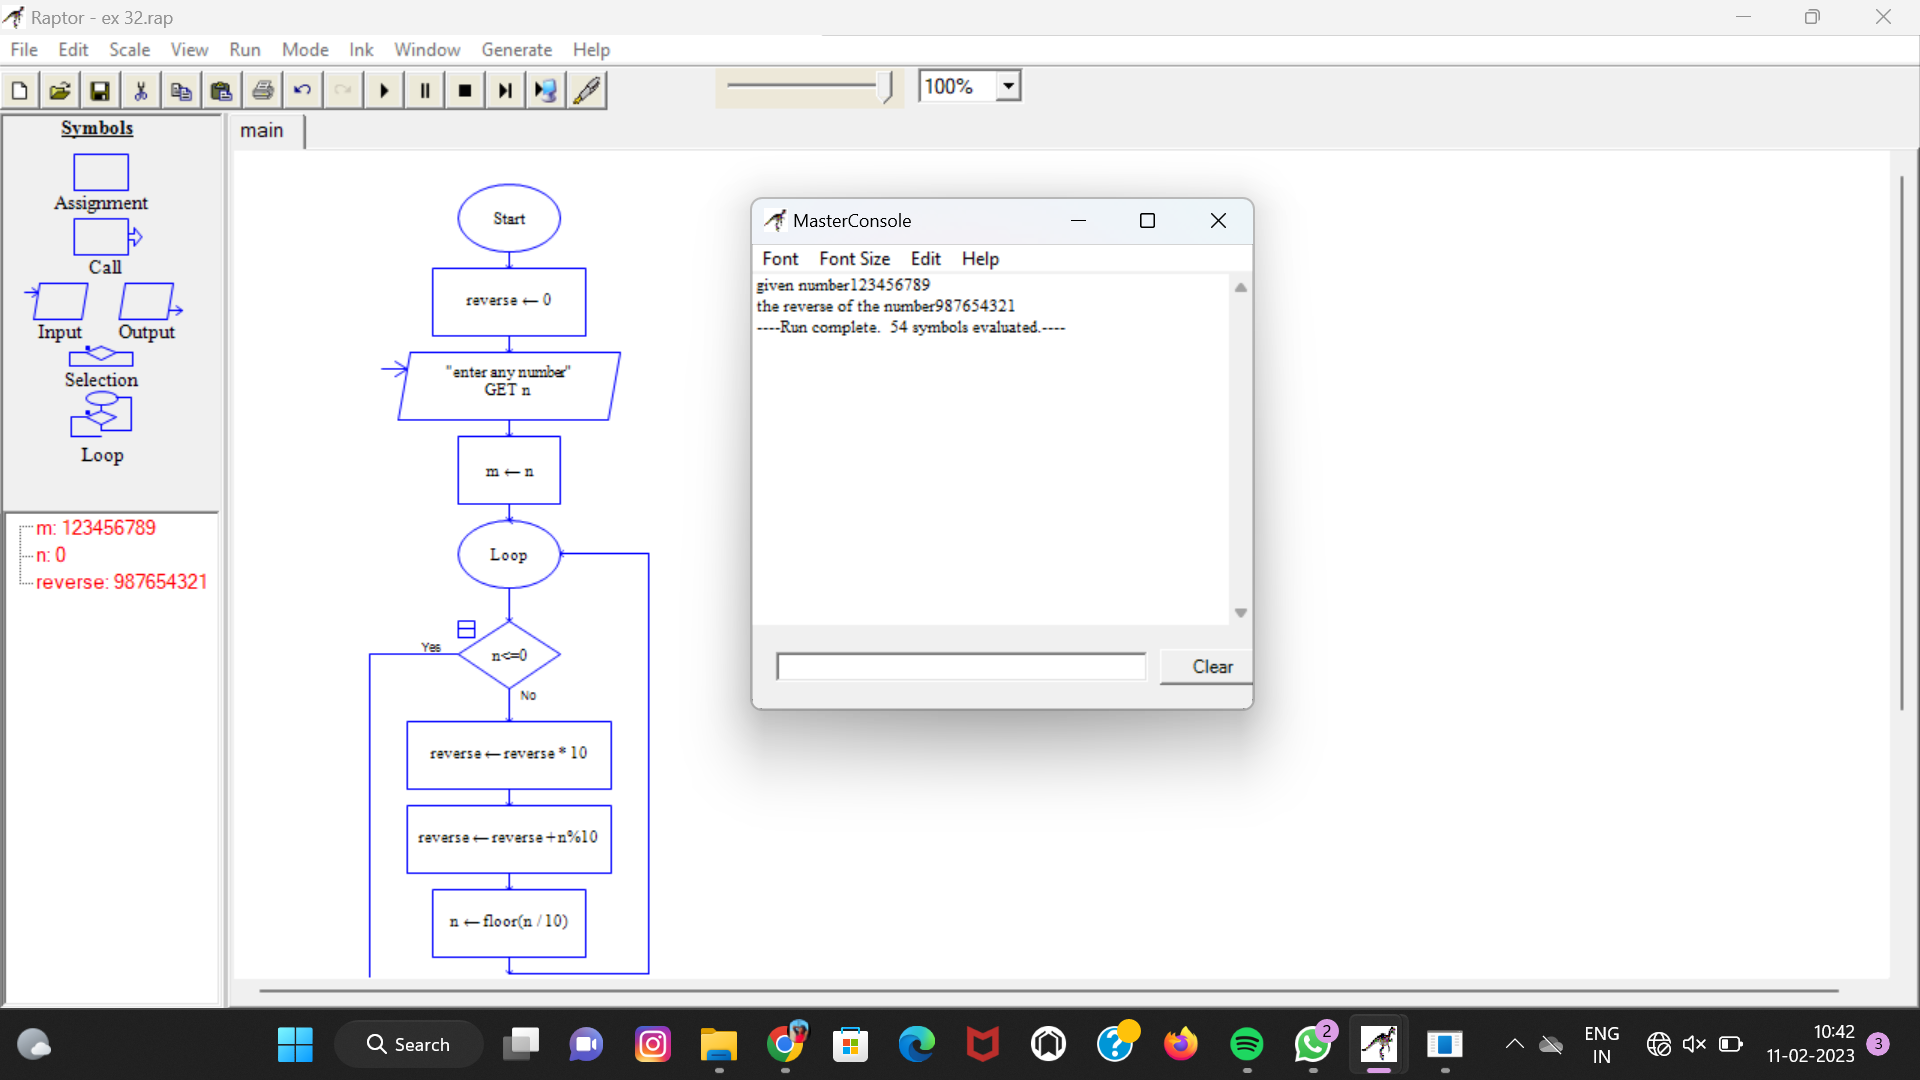 Raptor - ex 32.rap
File Edit Scale View Run Mode Ink Window Generate Help
100%
Symbols
Assignment
Call
Input Output
Selection
Loop
m: 123456789
n: 0
reverse: 987654321
main
Start
reverse ← 0
"enter any number"
GET n
m ← n
Loop
Yes
n<=0
No
reverse ← reverse * 10
reverse ← reverse+n%10
n ← floor(n / 10)
MasterConsole
Font Font Size Edit Help
given number123456789
the reverse of the number987654321
----Run complete.  54 symbols evaluated.----
Clear
Search
2
ENG
IN
10:42
11-02-2023
3